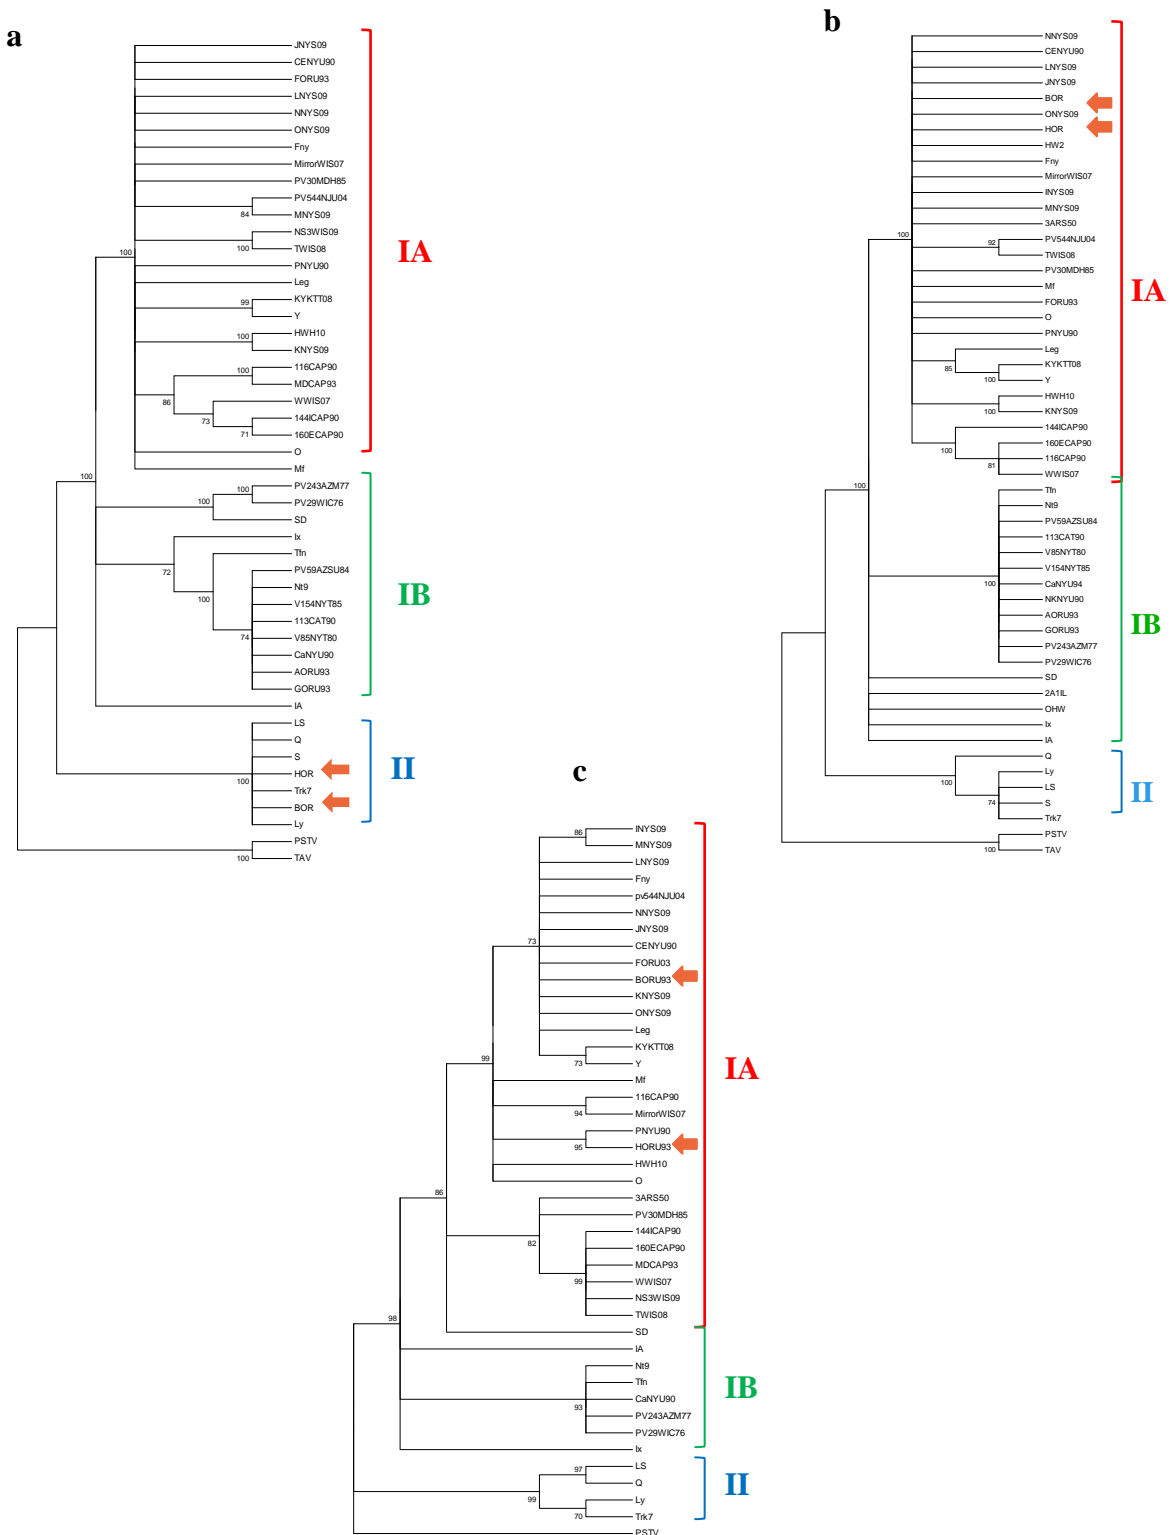 a
JNYS09
CENYU90
FORU93
LNYS09
NNYS09
ONYS09
Fny
MirrorWIS07
PV30MDH85
PV544NJU04
84
MNYS09
NS3WIS09
100
TWIS08
100
PNYU90
IA
Leg
KYKTT08
99
Y
HWH10
100
KNYS09
116CAP90
100
MDCAP93
86
WWIS07
73
144ICAP90
71
160ECAP90
O
Mf
100
PV243AZM77
100
PV29WIC76
100
SD
Ix
72
Tfn
100
PV59AZSU84
Nt9
IB
V154NYT85
113CAT90
74
V85NYT80
CaNYU90
AORU93
GORU93
IA
LS
Q
S
HOR
II
100
Trk7
BOR
Ly
PSTV
100
TAV
b
NNYS09
CENYU90
LNYS09
JNYS09
BOR
ONYS09
HOR
HW2
Fny
MirrorWIS07
INYS09
MNYS09
3ARS50
100
PV544NJU04
92
TWIS08
PV30MDH85
Mf
IA
FORU93
O
PNYU90
Leg
85
KYKTT08
100
Y
HWH10
100
KNYS09
144ICAP90
100
160ECAP90
116CAP90
81
WWIS07
100
Tfn
Nt9
PV59AZSU84
113CAT90
V85NYT80
V154NYT85
100
CaNYU94
NKNYU90
AORU93
GORU93
IB
PV243AZM77
PV29WIC76
SD
2A1IL
OHW
Ix
IA
Q
100
Ly
LS
II
74
S
Trk7
PSTV
100
TAV
c
86
INYS09
MNYS09
LNYS09
Fny
pv544NJU04
NNYS09
JNYS09
73
CENYU90
FORU03
BORU93
KNYS09
ONYS09
Leg
KYKTT08
73
Y
99
IA
Mf
116CAP90
94
MirrorWIS07
PNYU90
95
HORU93
HWH10
O
86
3ARS50
PV30MDH85
144ICAP90
82
160ECAP90
MDCAP93
99
WWIS07
NS3WIS09
TWIS08
98
SD
IA
Nt9
Tfn
IB
CaNYU90
93
PV243AZM77
PV29WIC76
Ix
97
LS
Q
II
99
Ly
70
Trk7
PSTV